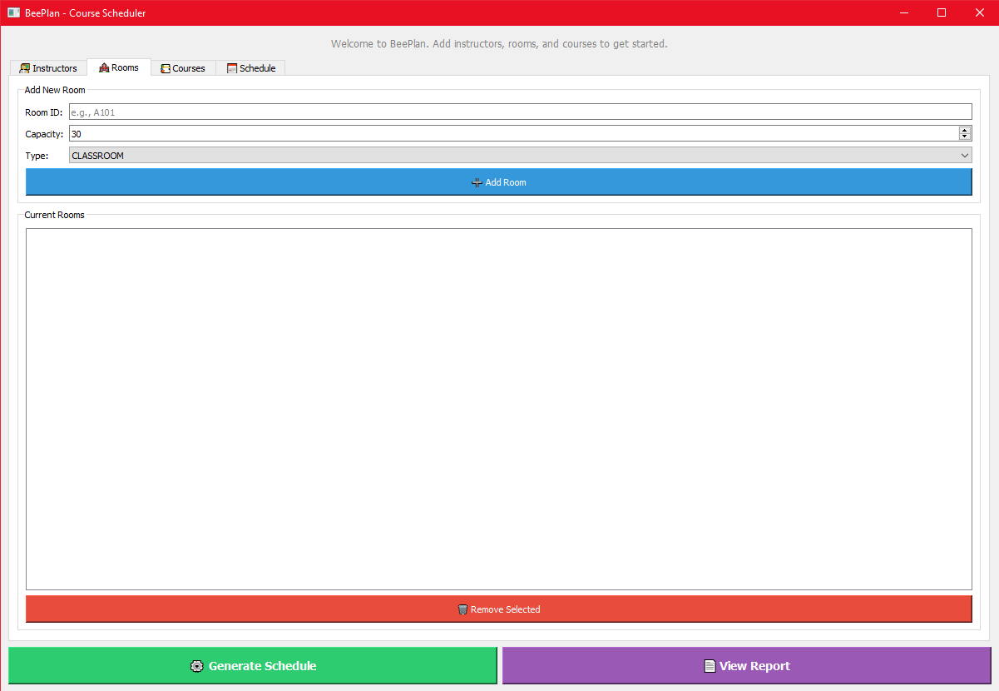 BeePlan - Course Scheduler
Welcome to BeePlan. Add instructors, rooms, and courses to get started.
Instructors Rooms Courses Schedule
Add New Room
Room ID: e.g., A101
Capacity: 30
Type: CLASSROOM
Add Room
Current Rooms
Remove Selected
Generate Schedule View Report